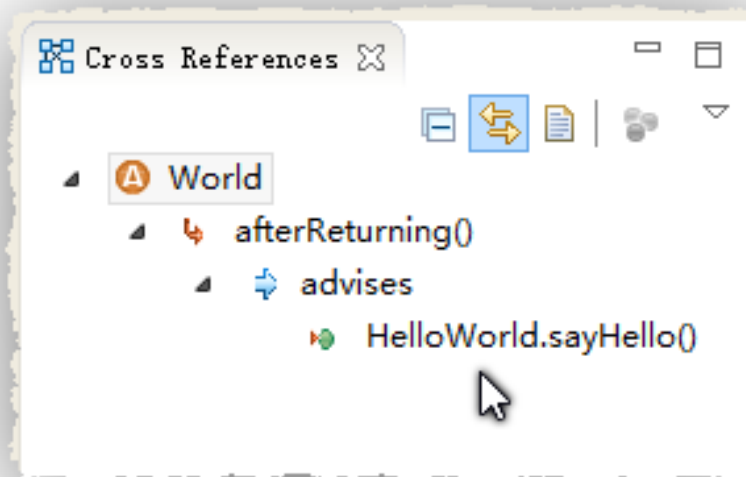 Cross References
World
afterReturning()
advises
HelloWorld.sayHello()